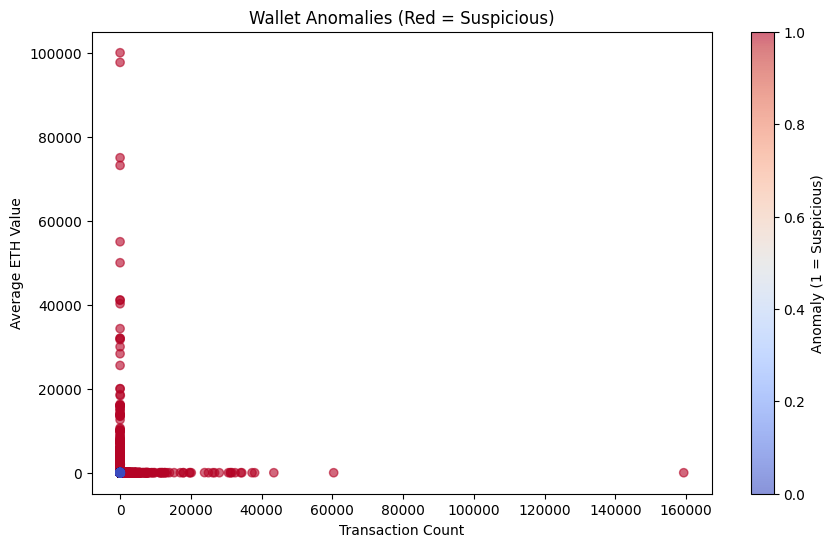 Wallet Anomalies (Red = Suspicious)
100000
80000
60000
40000
20000
0
Average ETH Value
0 20000 40000 60000 80000 100000 120000 140000 160000
Transaction Count
1.0
0.8
0.6
0.4
0.2
0.0
Anomaly (1 = Suspicious)